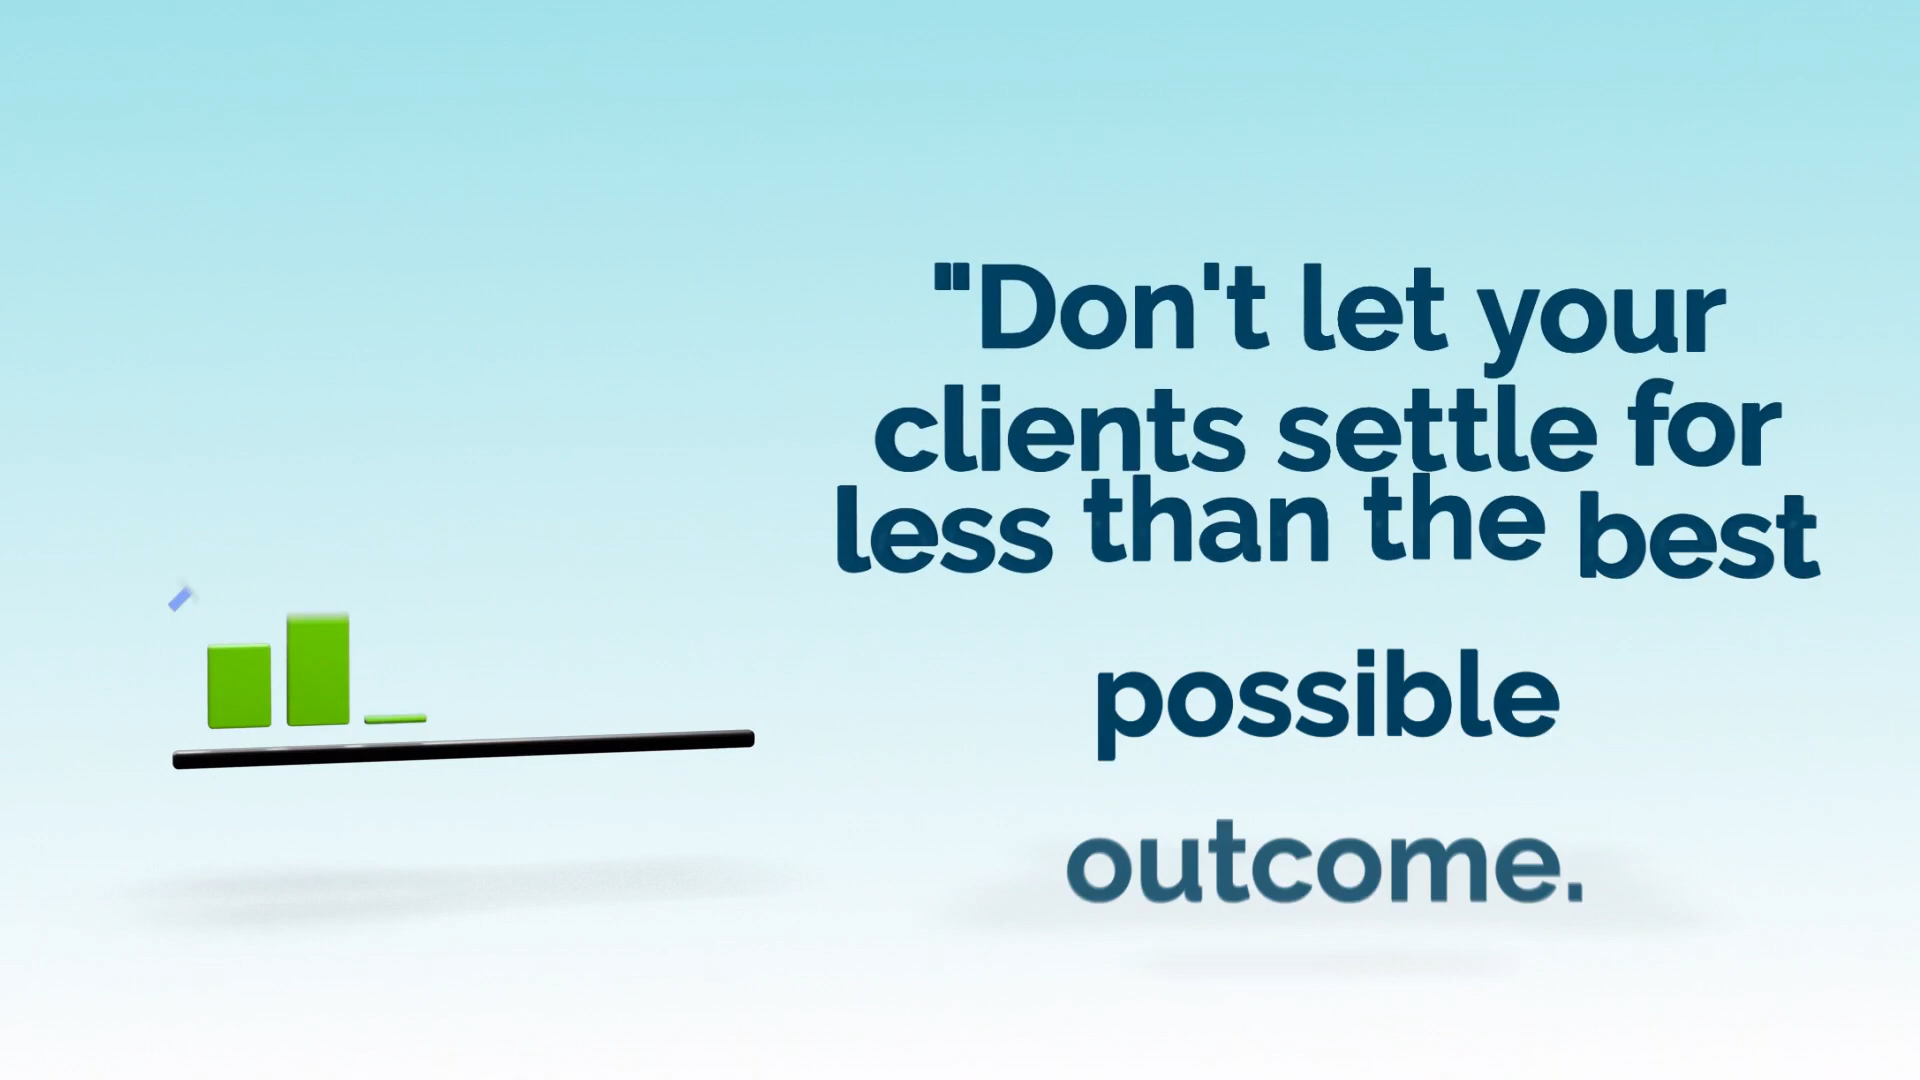 "Don't let your
clients settle for
less than the best
possible
outcome.